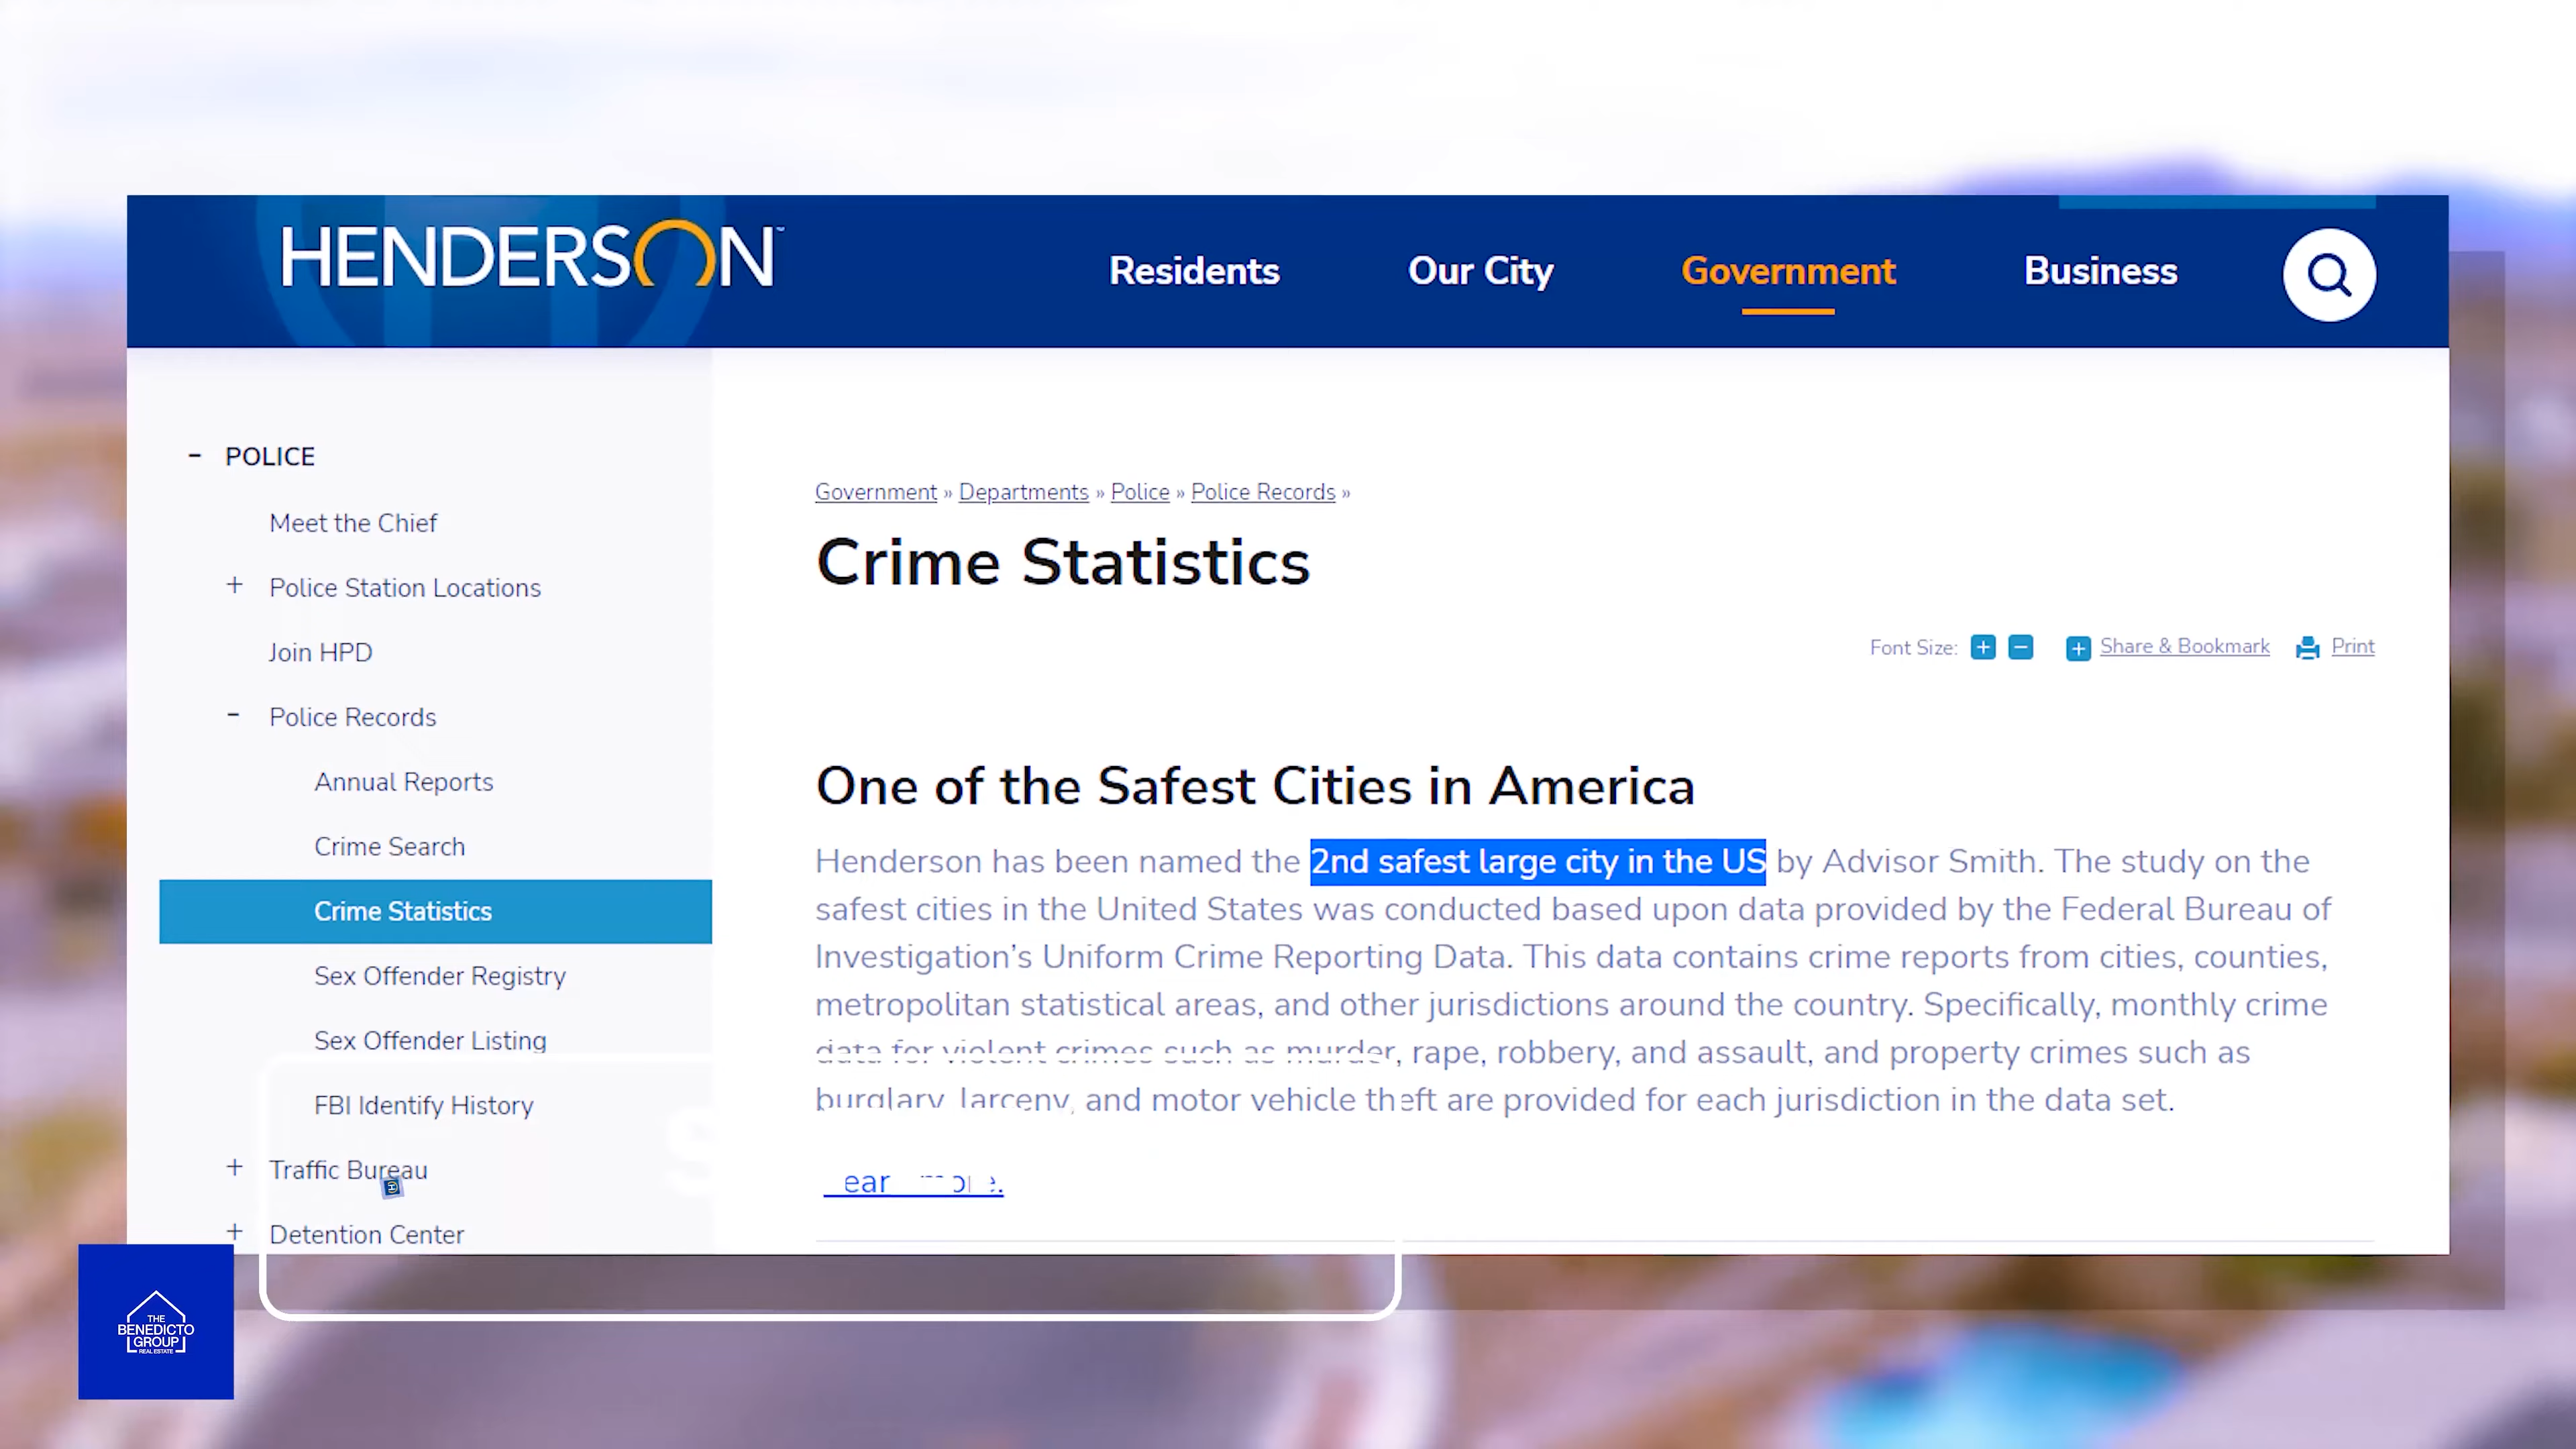 HENDERSON
Residents
Our City
Government
Business
− POLICE
Meet the Chief
+ Police Station Locations
Join HPD
− Police Records
Annual Reports
Crime Search
Crime Statistics
Sex Offender Registry
Sex Offender Listing
FBI Identify History
+ Traffic Bureau
+ Detention Center
Government » Departments » Police » Police Records »
Crime Statistics
Font Size: + − + Share & Bookmark Print
One of the Safest Cities in America
Henderson has been named the 2nd safest large city in the US by Advisor Smith. The study on the
safest cities in the United States was conducted based upon data provided by the Federal Bureau of
Investigation's Uniform Crime Reporting Data. This data contains crime reports from cities, counties,
metropolitan statistical areas, and other jurisdictions around the country. Specifically, monthly crime
data for violent crimes such as murder, rape, robbery, and assault, and property crimes such as
burglary, larceny, and motor vehicle theft are provided for each jurisdiction in the data set.
THE
BENEDICTO
GROUP
REAL ESTATE